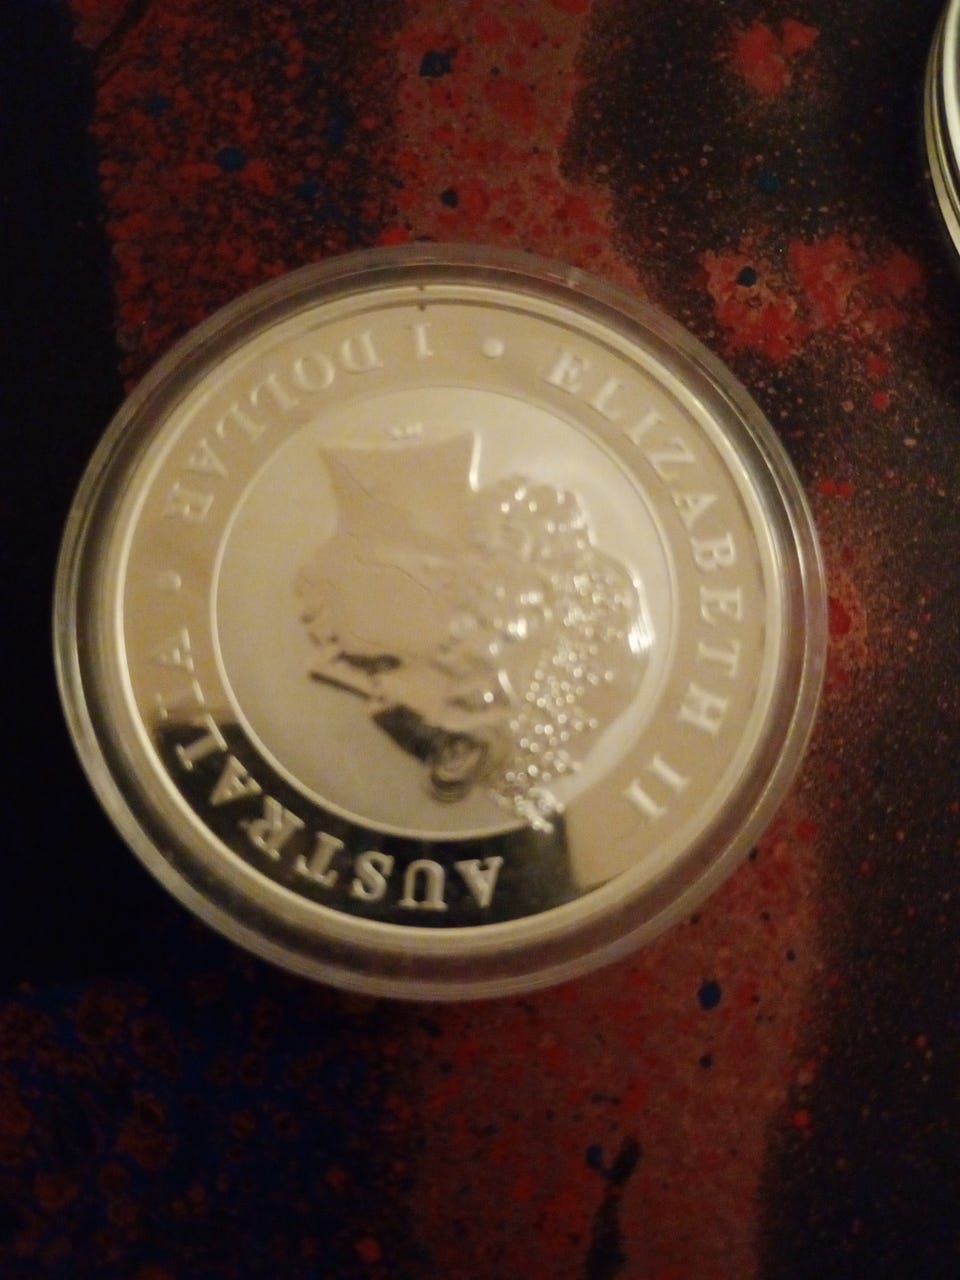 ELIZABETH II
AUSTRALIA • 1 DOLLAR •